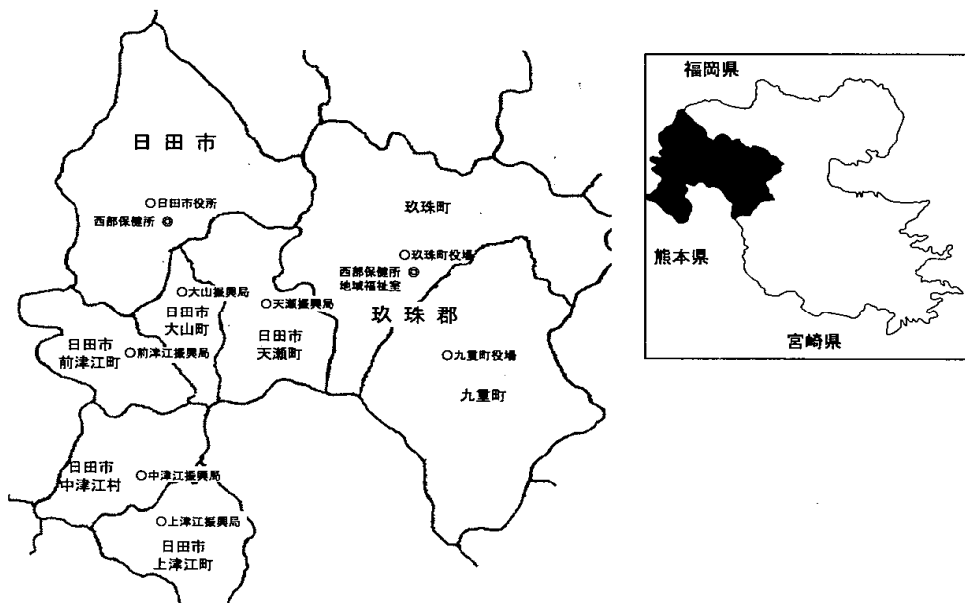 日田市
○日田市役所
西部保健所 ◎
玖珠町
○玖珠町役場
西部保健所 ◎
地域福祉室
玖珠郡
○大山振興局
日田市
大山町
○天瀬振興局
日田市
天瀬町
日田市
前津江町
○前津江振興局
○九重町役場
九重町
日田市
中津江村
○中津江振興局
○上津江振興局
日田市
上津江町
福岡県
熊本県
宮崎県